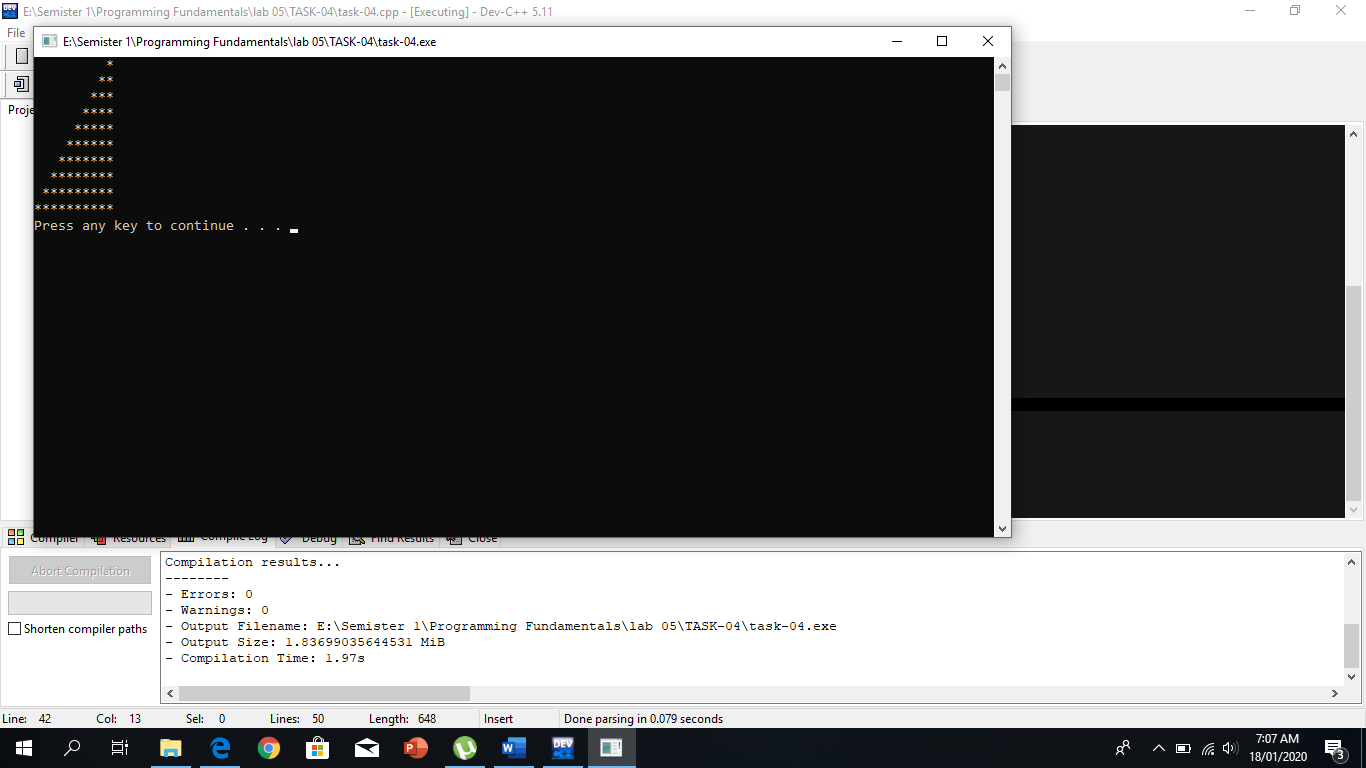 E:\Semister 1\Programming Fundamentals\lab 05\TASK-04\task-04.cpp - [Executing] - Dev-C++ 5.11
File
E:\Semister 1\Programming Fundamentals\lab 05\TASK-04\task-04.exe
Proje
         *
        **
       ***
      ****
     *****
    ******
   *******
  ********
 *********
**********
Press any key to continue . . .
Compiler Resources Compile Log Debug Find Results Close
Abort Compilation
Shorten compiler paths
Compilation results...
--------
- Errors: 0
- Warnings: 0
- Output Filename: E:\Semister 1\Programming Fundamentals\lab 05\TASK-04\task-04.exe
- Output Size: 1.83699035644531 MiB
- Compilation Time: 1.97s
Line: 42 Col: 13 Sel: 0 Lines: 50 Length: 648 Insert Done parsing in 0.079 seconds
DEV
7:07 AM
18/01/2020
3